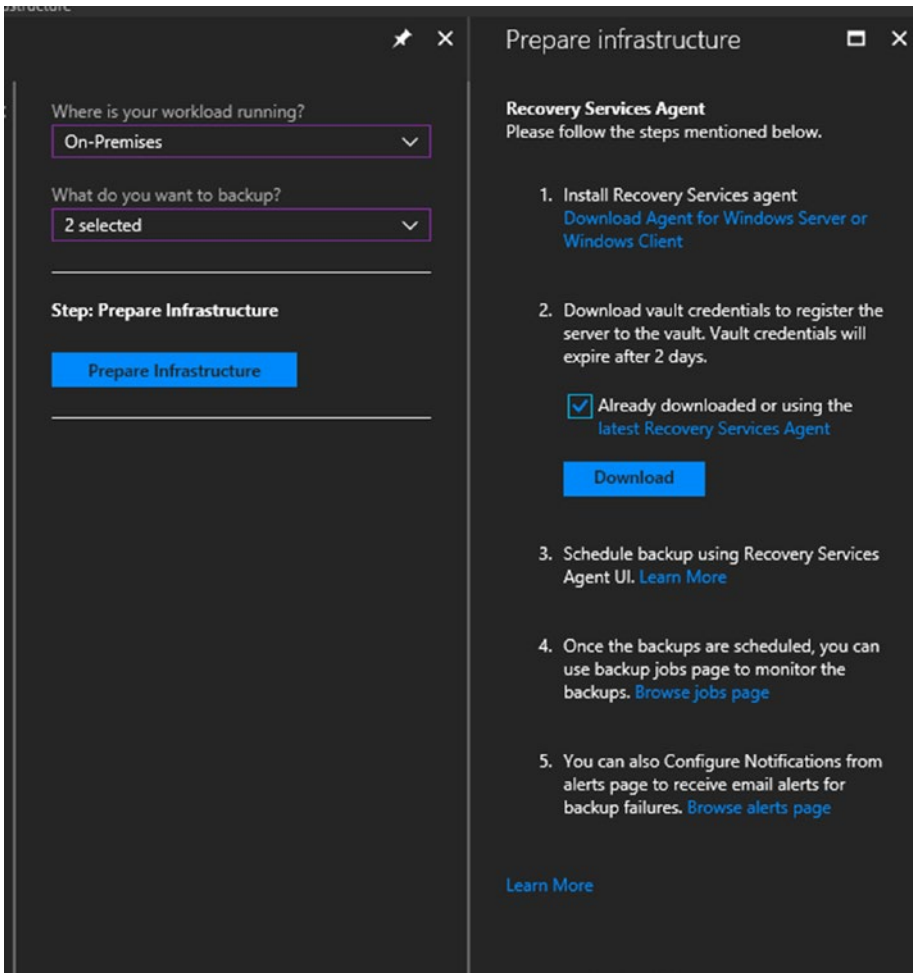 Where is your workload running?
On-Premises
What do you want to backup?
2 selected
Step: Prepare Infrastructure
Prepare Infrastructure
Prepare infrastructure
Recovery Services Agent
Please follow the steps mentioned below.
1. Install Recovery Services agent
Download Agent for Windows Server or
Windows Client
2. Download vault credentials to register the
server to the vault. Vault credentials will
expire after 2 days.
Already downloaded or using the
latest Recovery Services Agent
Download
3. Schedule backup using Recovery Services
Agent UI. Learn More
4. Once the backups are scheduled, you can
use backup jobs page to monitor the
backups. Browse jobs page
5. You can also Configure Notifications from
alerts page to receive email alerts for
backup failures. Browse alerts page
Learn More